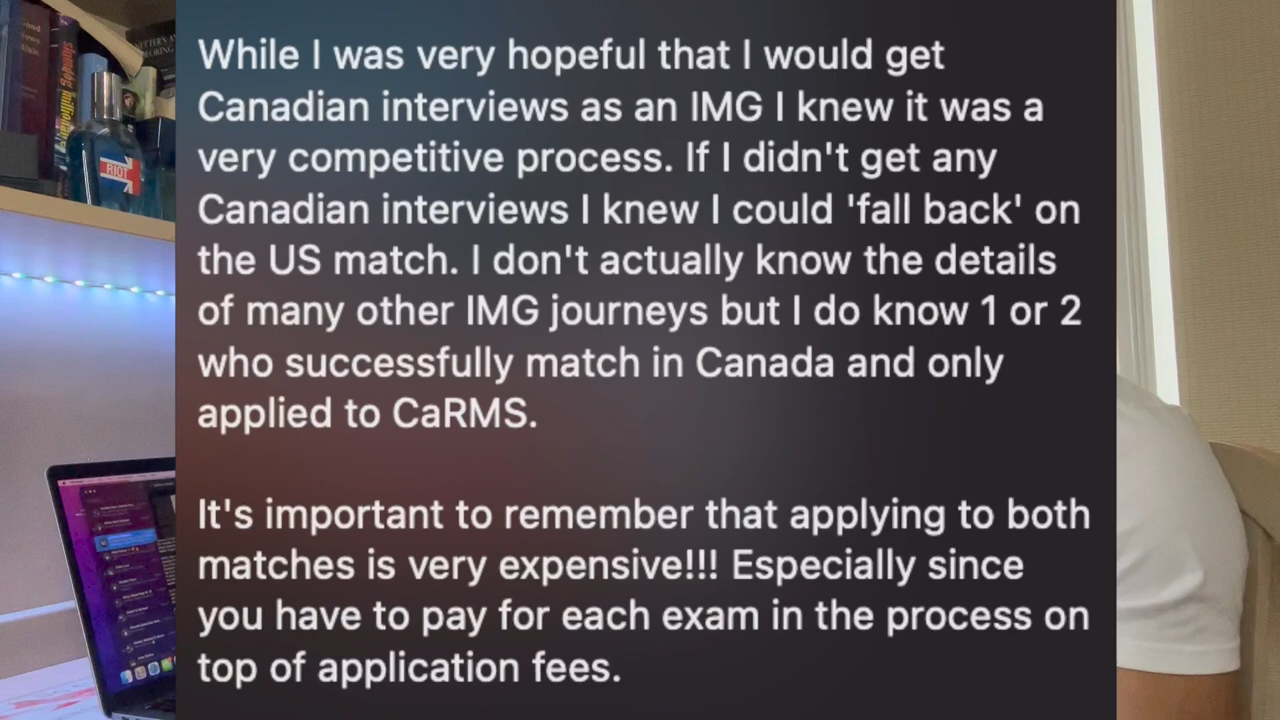 While I was very hopeful that I would get
Canadian interviews as an IMG I knew it was a
very competitive process. If I didn't get any
Canadian interviews I knew I could 'fall back' on
the US match. I don't actually know the details
of many other IMG journeys but I do know 1 or 2
who successfully match in Canada and only
applied to CaRMS.
It's important to remember that applying to both
matches is very expensive!!! Especially since
you have to pay for each exam in the process on
top of application fees.
RIOT